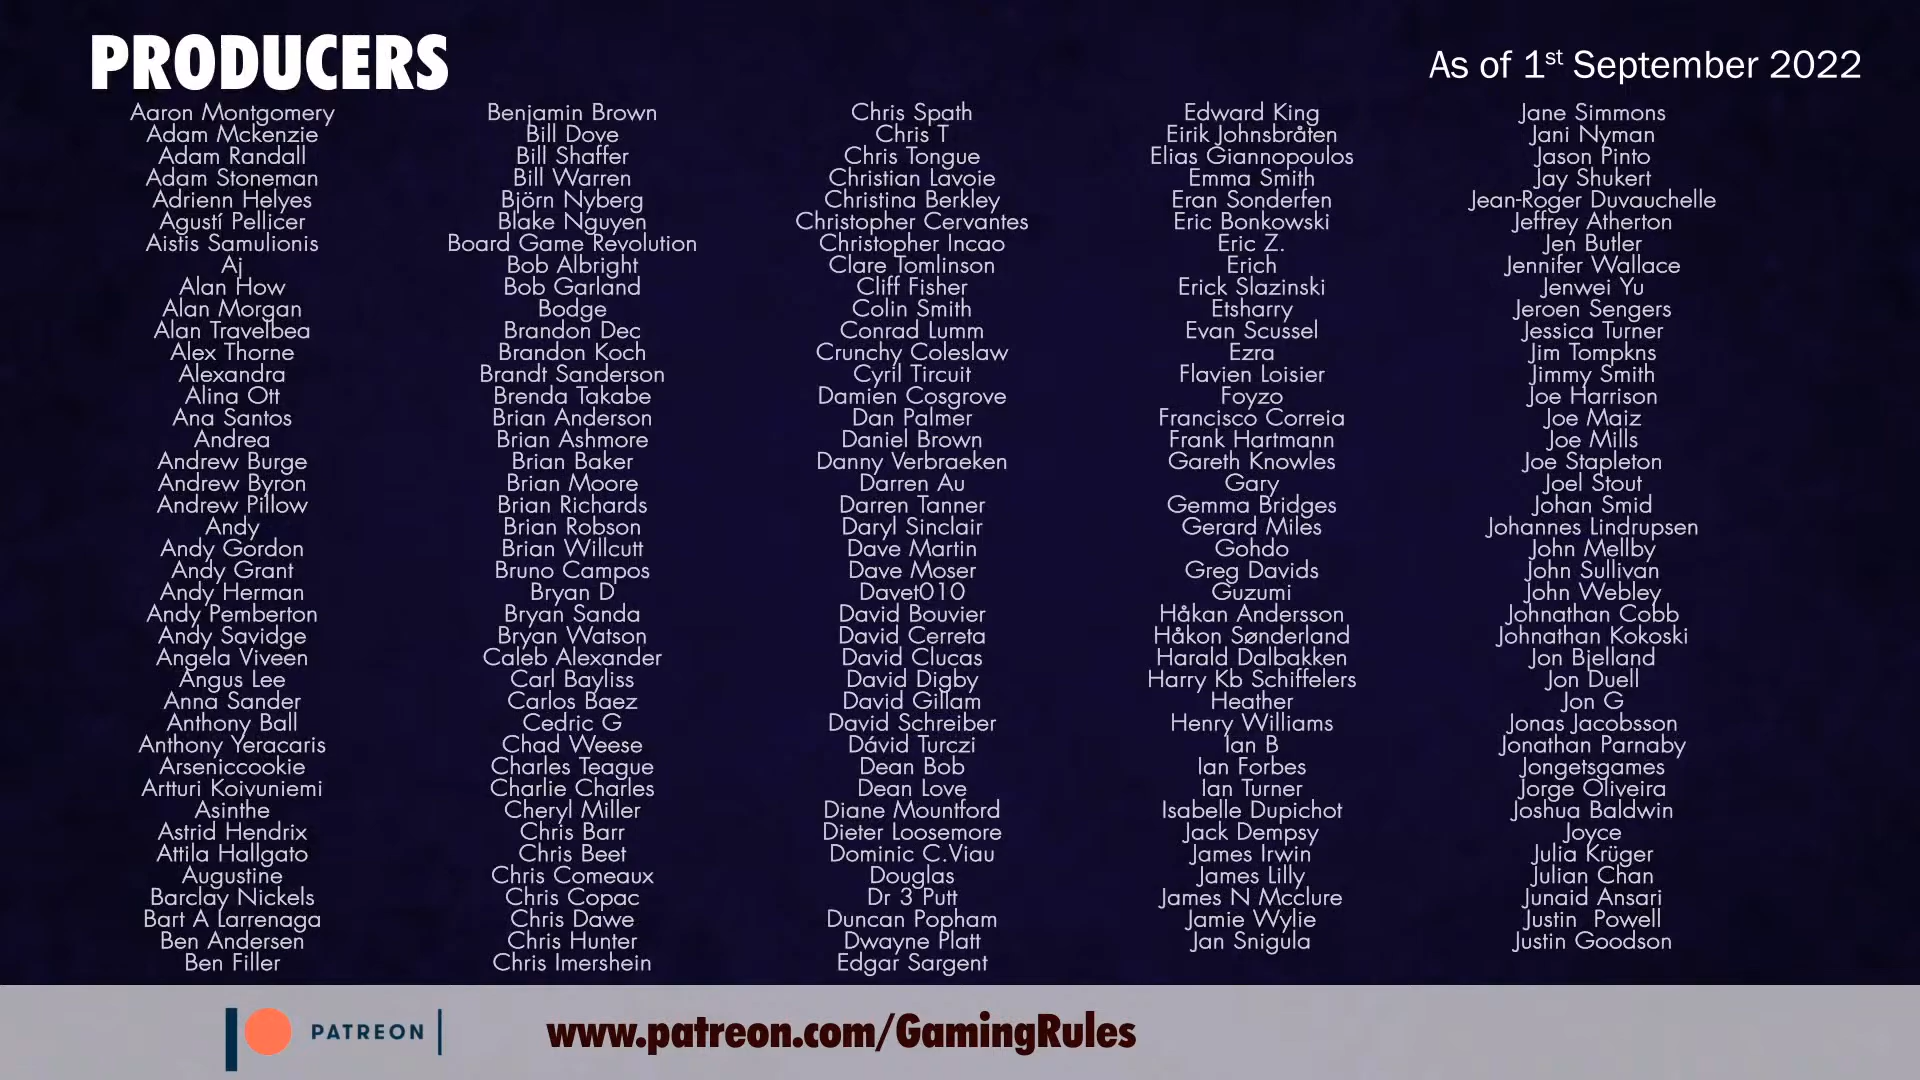 PRODUCERS
As of 1st September 2022
Aaron Montgomery
Adam Mckenzie
Adam Randall
Adam Stoneman
Adrienn Helyes
Agustí Pellicer
Aistis Samulionis
Aj
Alan How
Alan Morgan
Alan Travelbea
Alex Thorne
Alexandra
Alina Ott
Ana Santos
Andrea
Andrew Burge
Andrew Byron
Andrew Pillow
Andy
Andy Gordon
Andy Grant
Andy Herman
Andy Pemberton
Andy Savidge
Angela Viveen
Angus Lee
Anna Sander
Anthony Ball
Anthony Yeracaris
Arseniccookie
Artturi Koivuniemi
Asinthe
Astrid Hendrix
Attila Hallgato
Augustine
Barclay Nickels
Bart A Larrenaga
Ben Andersen
Ben Filler
Benjamin Brown
Bill Dove
Bill Shaffer
Bill Warren
Björn Nyberg
Blake Nguyen
Board Game Revolution
Bob Albright
Bob Garland
Bodge
Brandon Dec
Brandon Koch
Brandt Sanderson
Brenda Takabe
Brian Anderson
Brian Ashmore
Brian Baker
Brian Moore
Brian Richards
Brian Robson
Brian Willcutt
Bruno Campos
Bryan D
Bryan Sanda
Bryan Watson
Caleb Alexander
Carl Bayliss
Carlos Baez
Cedric G
Chad Weese
Charles Teague
Charlie Charles
Cheryl Miller
Chris Barr
Chris Beet
Chris Comeaux
Chris Copac
Chris Dawe
Chris Hunter
Chris Imershein
Chris Spath
Chris T
Chris Tongue
Christian Lavoie
Christina Berkley
Christopher Cervantes
Christopher Incao
Clare Tomlinson
Cliff Fisher
Colin Smith
Conrad Lumm
Crunchy Coleslaw
Cyril Tircuit
Damien Cosgrove
Dan Palmer
Daniel Brown
Danny Verbraeken
Darren Au
Darren Tanner
Daryl Sinclair
Dave Martin
Dave Moser
Davet010
David Bouvier
David Cerreta
David Clucas
David Digby
David Gillam
David Schreiber
Dávid Turczi
Dean Bob
Dean Love
Diane Mountford
Dieter Loosemore
Dominic C.Viau
Douglas
Dr 3 Putt
Duncan Popham
Dwayne Platt
Edgar Sargent
Edward King
Eirik Johnsbråten
Elias Giannopoulos
Emma Smith
Eran Sonderfen
Eric Bonkowski
Eric Z.
Erich
Erick Slazinski
Etsharry
Evan Scussel
Ezra
Flavien Loisier
Foyzo
Francisco Correia
Frank Hartmann
Gareth Knowles
Gary
Gemma Bridges
Gerard Miles
Gohdo
Greg Davids
Guzumi
Håkan Andersson
Håkon Sønderland
Harald Dalbakken
Harry Kb Schiffelers
Heather
Henry Williams
Ian B
Ian Forbes
Ian Turner
Isabelle Dupichot
Jack Dempsy
James Irwin
James Lilly
James N Mcclure
Jamie Wylie
Jan Snigula
Jane Simmons
Jani Nyman
Jason Pinto
Jay Shukert
Jean-Roger Duvauchelle
Jeffrey Atherton
Jen Butler
Jennifer Wallace
Jenwei Yu
Jeroen Sengers
Jessica Turner
Jim Tompkns
Jimmy Smith
Joe Harrison
Joe Maiz
Joe Mills
Joe Stapleton
Joel Stout
Johan Smid
Johannes Lindrupsen
John Mellby
John Sullivan
John Webley
Johnathan Cobb
Johnathan Kokoski
Jon Bjelland
Jon Duell
Jon G
Jonas Jacobsson
Jonathan Parnaby
Jongetsgames
Jorge Oliveira
Joshua Baldwin
Joyce
Julia Krüger
Julian Chan
Junaid Ansari
Justin  Powell
Justin Goodson
PATREON
www.patreon.com/GamingRules